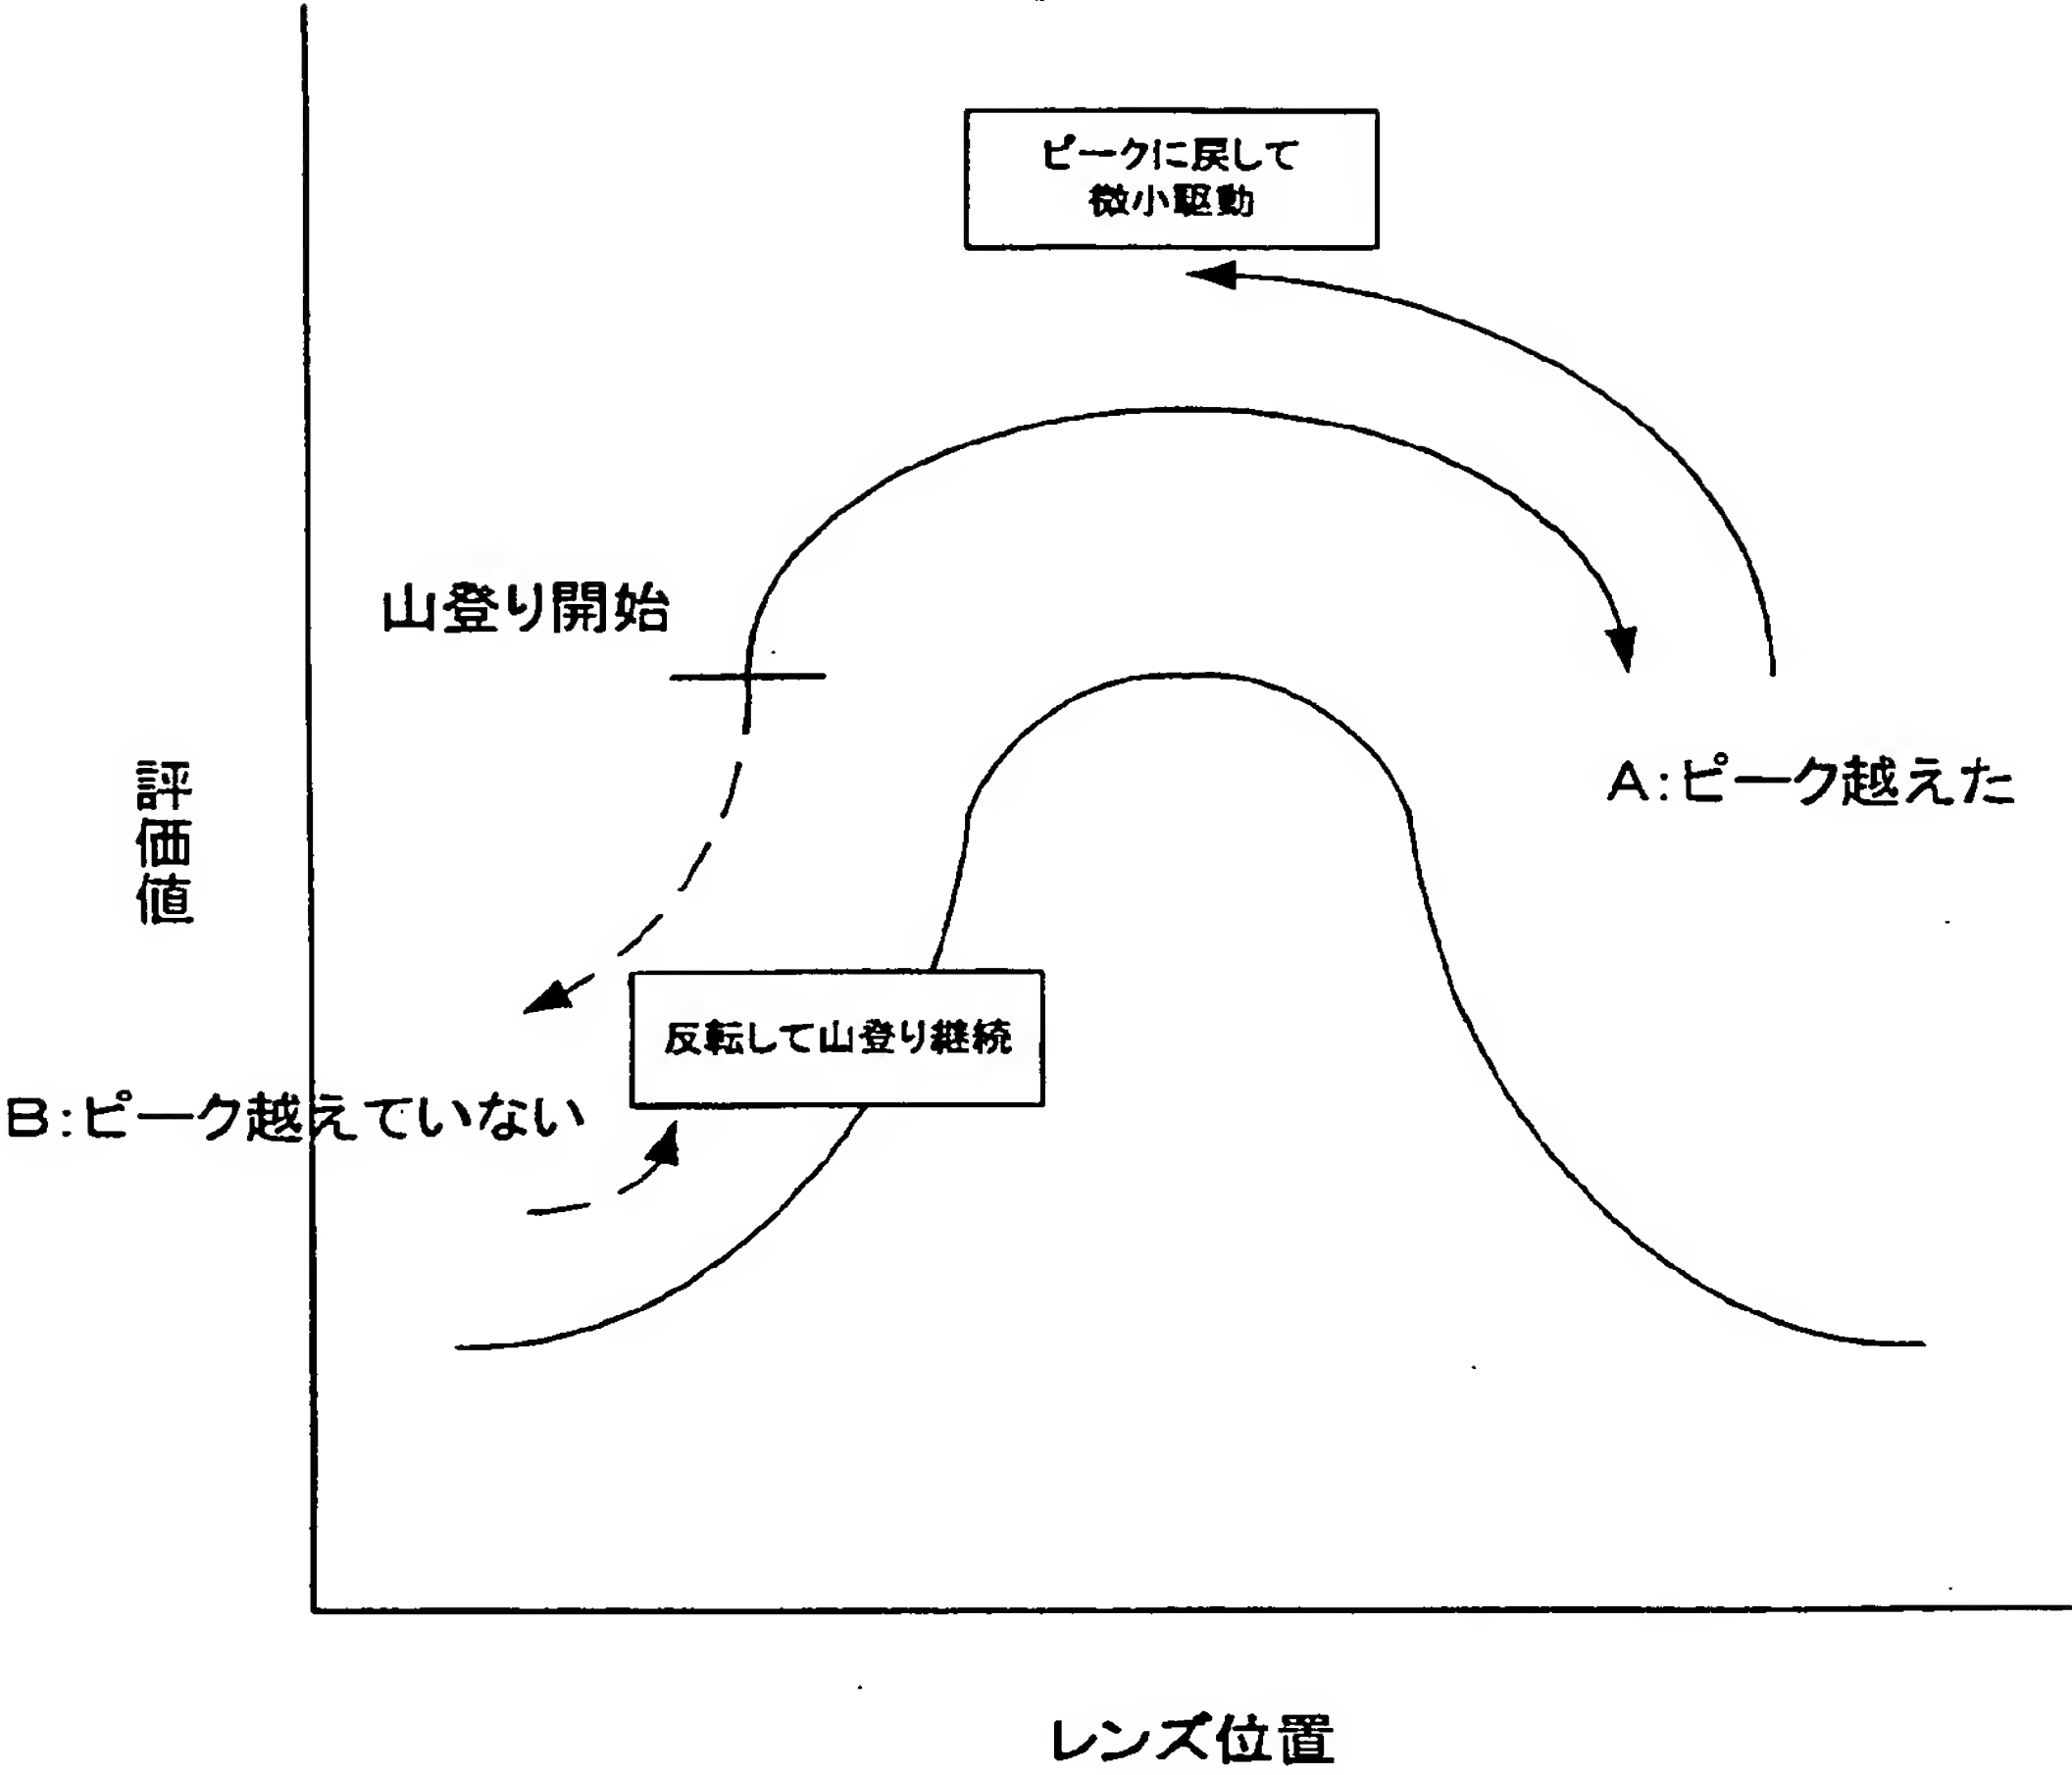 ピークに戻して
微小駆動
山登り開始
評価値
A:ピーク越えた
反転して山登り継続
B:ピーク越えていない
レンズ位置